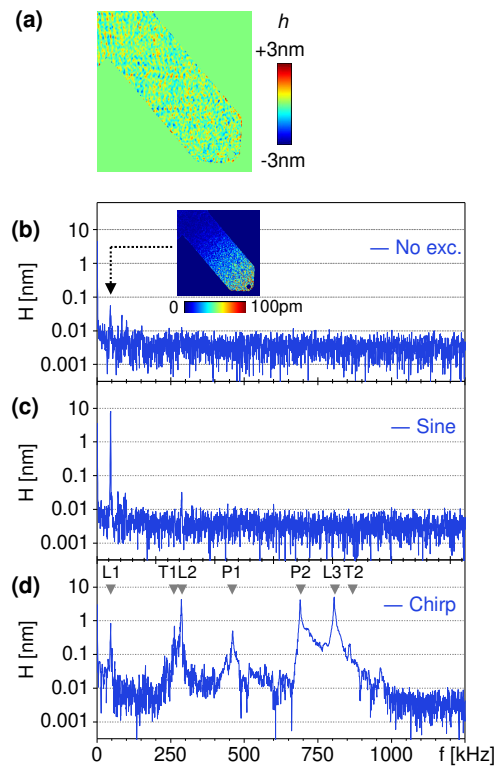 (a)
h
+3nm
-3nm
(b)
10
1
0.1
0.01
0.001
H [nm]
No exc.
0 100pm
(c)
10
1
0.1
0.01
0.001
H [nm]
Sine
L1 T1 L2 P1 P2 L3 T2
(d)
10
1
0.1
0.01
0.001
H [nm]
Chirp
0 250 500 750 1000 f [kHz]